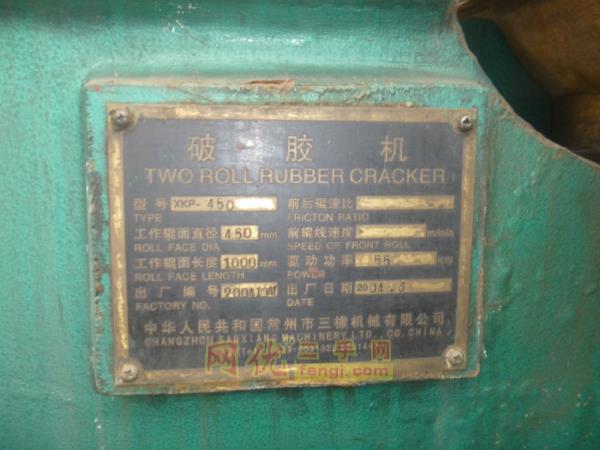 破胶机
TWO ROLL RUBBER CRACKER
型号 XKP-450 前后辊速比
TYPE FRICTON RATIO
工作辊面直径 450 mm 前辊线速度 m/min
ROLL FACE DIA SPEED OF FRONT ROLL
工作辊面长度 1000 mm 驱动功率 55 KW
ROLL FACE LENGTH POWER
出厂编号 出厂日期 2004.5
FACTORY NO. DATE
中华人民共和国常州市三橡机械有限公司
CHANGZHOU SANXIANG MACHINERY LTD. CO. CHINA
网优二手网
fengj.com